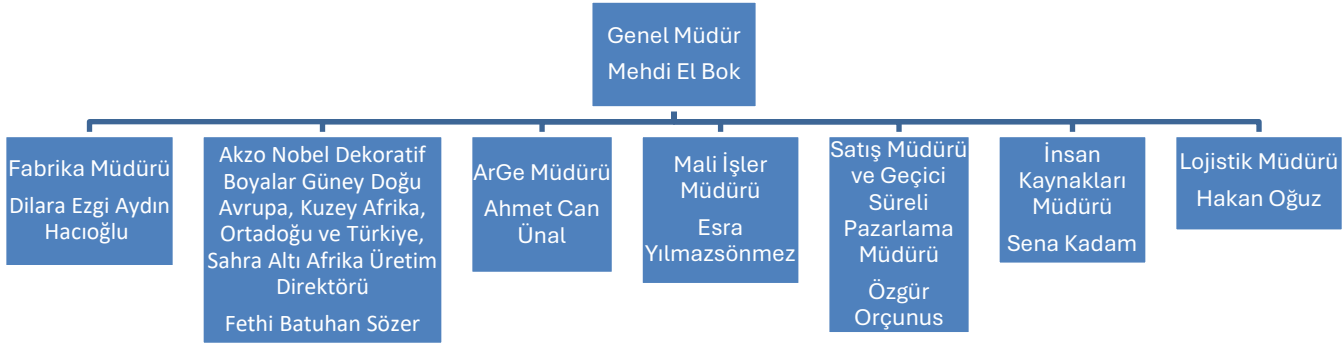 Genel Müdür
Mehdi El Bok
Fabrika Müdürü
Dilara Ezgi Aydın
Hacıoğlu
Akzo Nobel Dekoratif
Boyalar Güney Doğu
Avrupa, Kuzey Afrika,
Ortadoğu ve Türkiye,
Sahra Altı Afrika Üretim
Direktörü
Fethi Batuhan Sözer
ArGe Müdürü
Ahmet Can
Ünal
Mali İşler
Müdürü
Esra
Yılmazsönmez
Satış Müdürü
ve Geçici
Süreli
Pazarlama
Müdürü
Özgür
Orçunus
İnsan
Kaynakları
Müdürü
Sena Kadam
Lojistik Müdürü
Hakan Oğuz